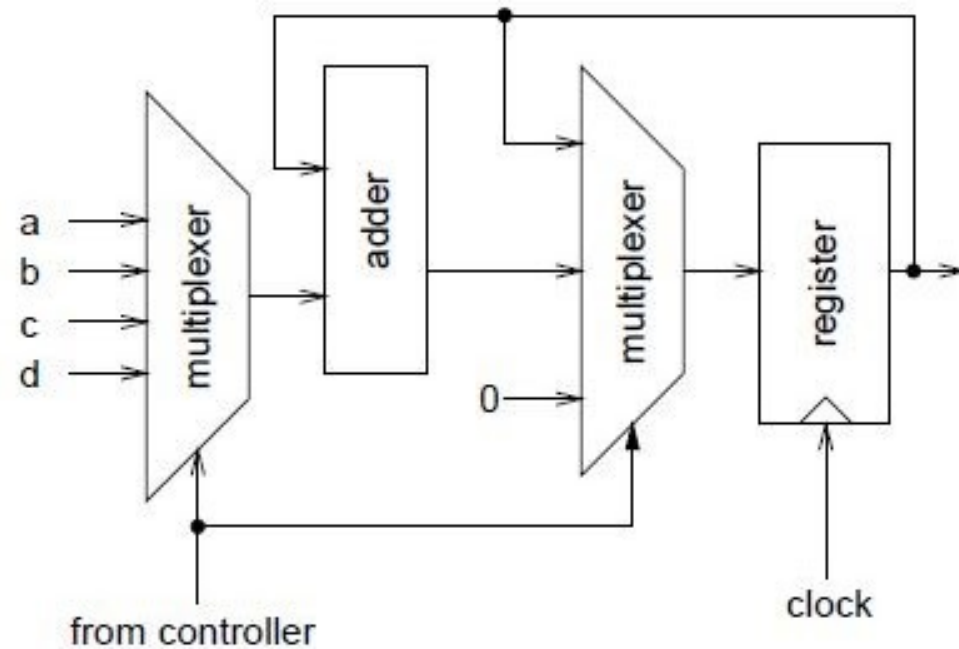 a
b
c
d
multiplexer
adder
0
multiplexer
register
from controller
clock